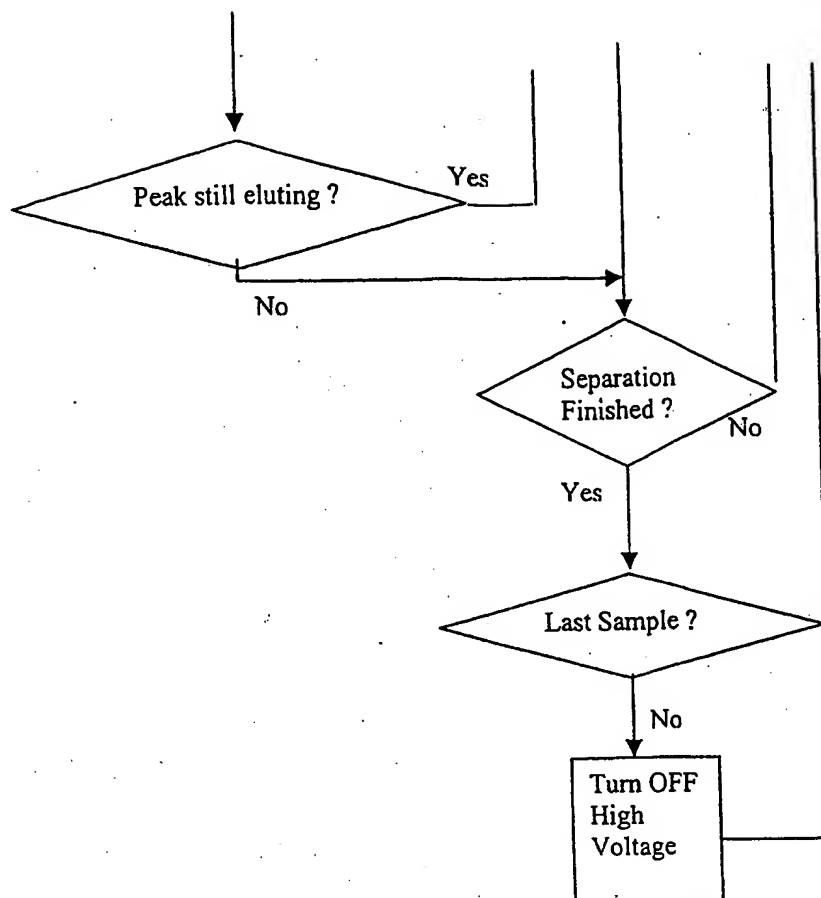 Peak still eluting ?
Yes
No
Separation
Finished ?
No
Yes
Last Sample ?
No
Turn OFF
High
Voltage